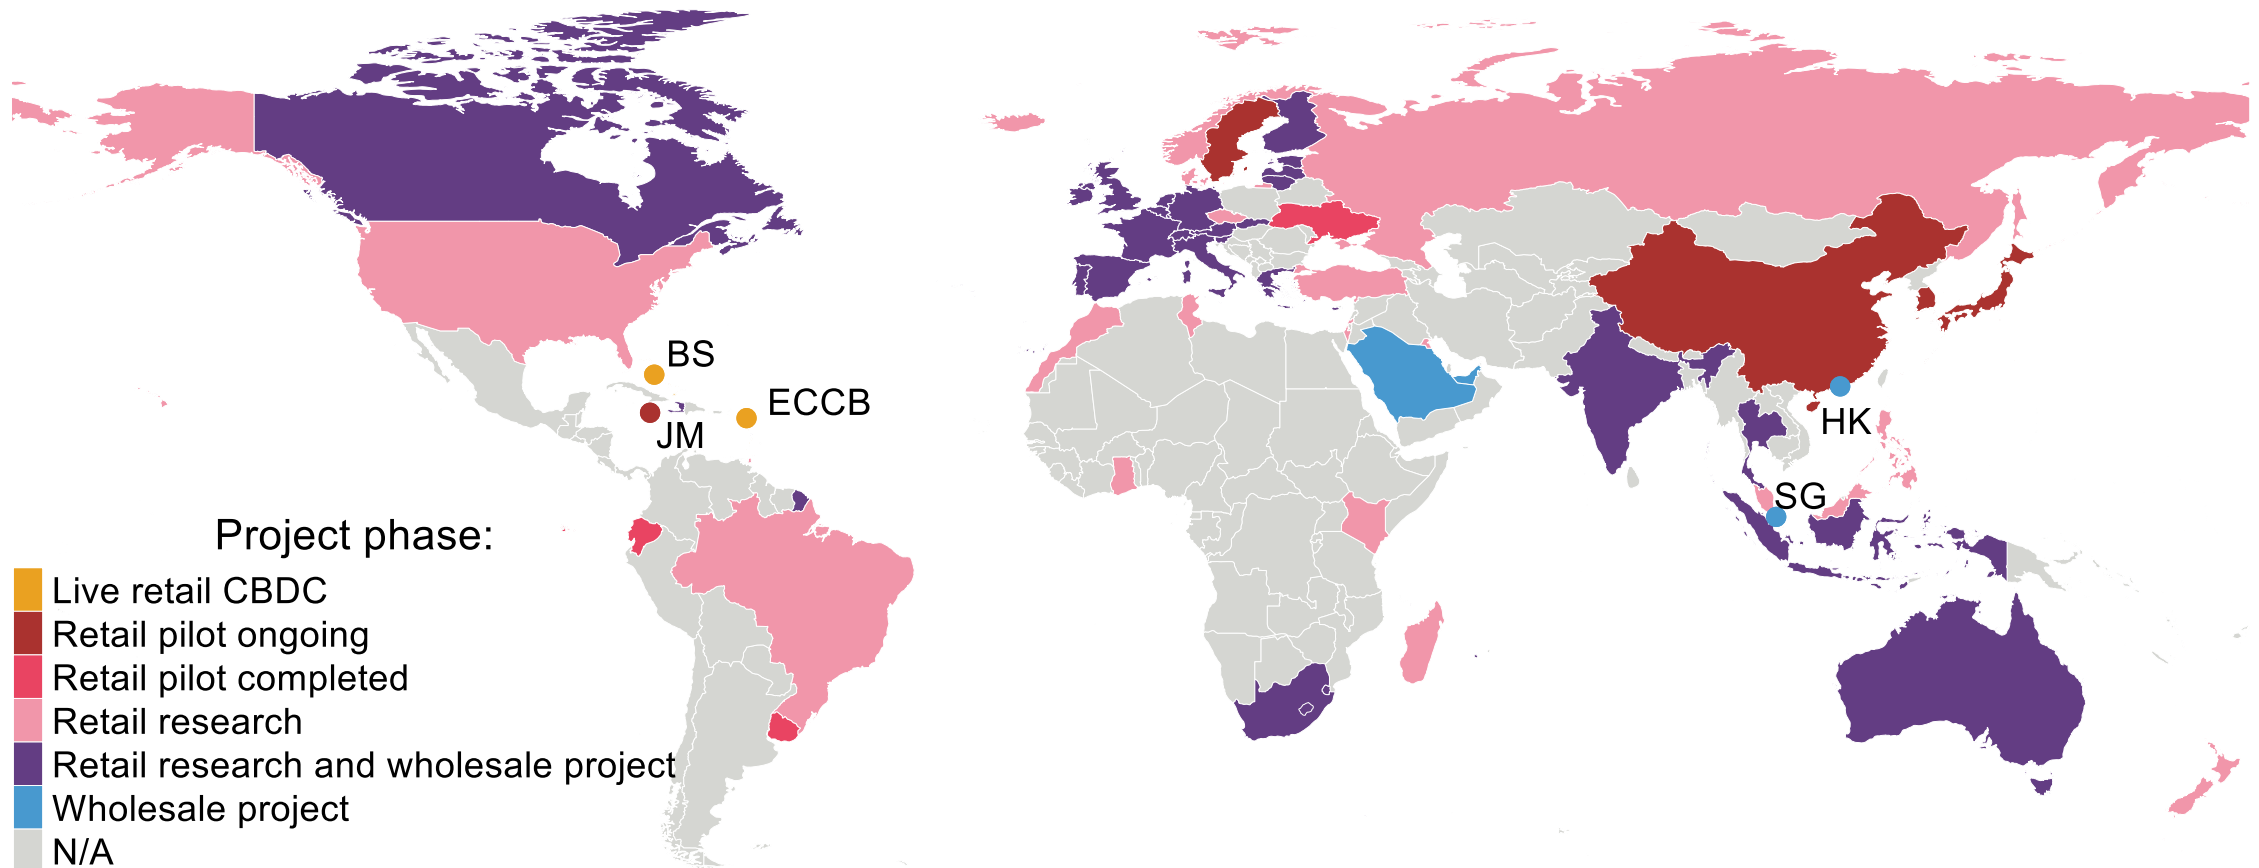 BS
ECCB
JM
HK
SG
Project phase:
Live retail CBDC
Retail pilot ongoing
Retail pilot completed
Retail research
Retail research and wholesale project
Wholesale project
N/A